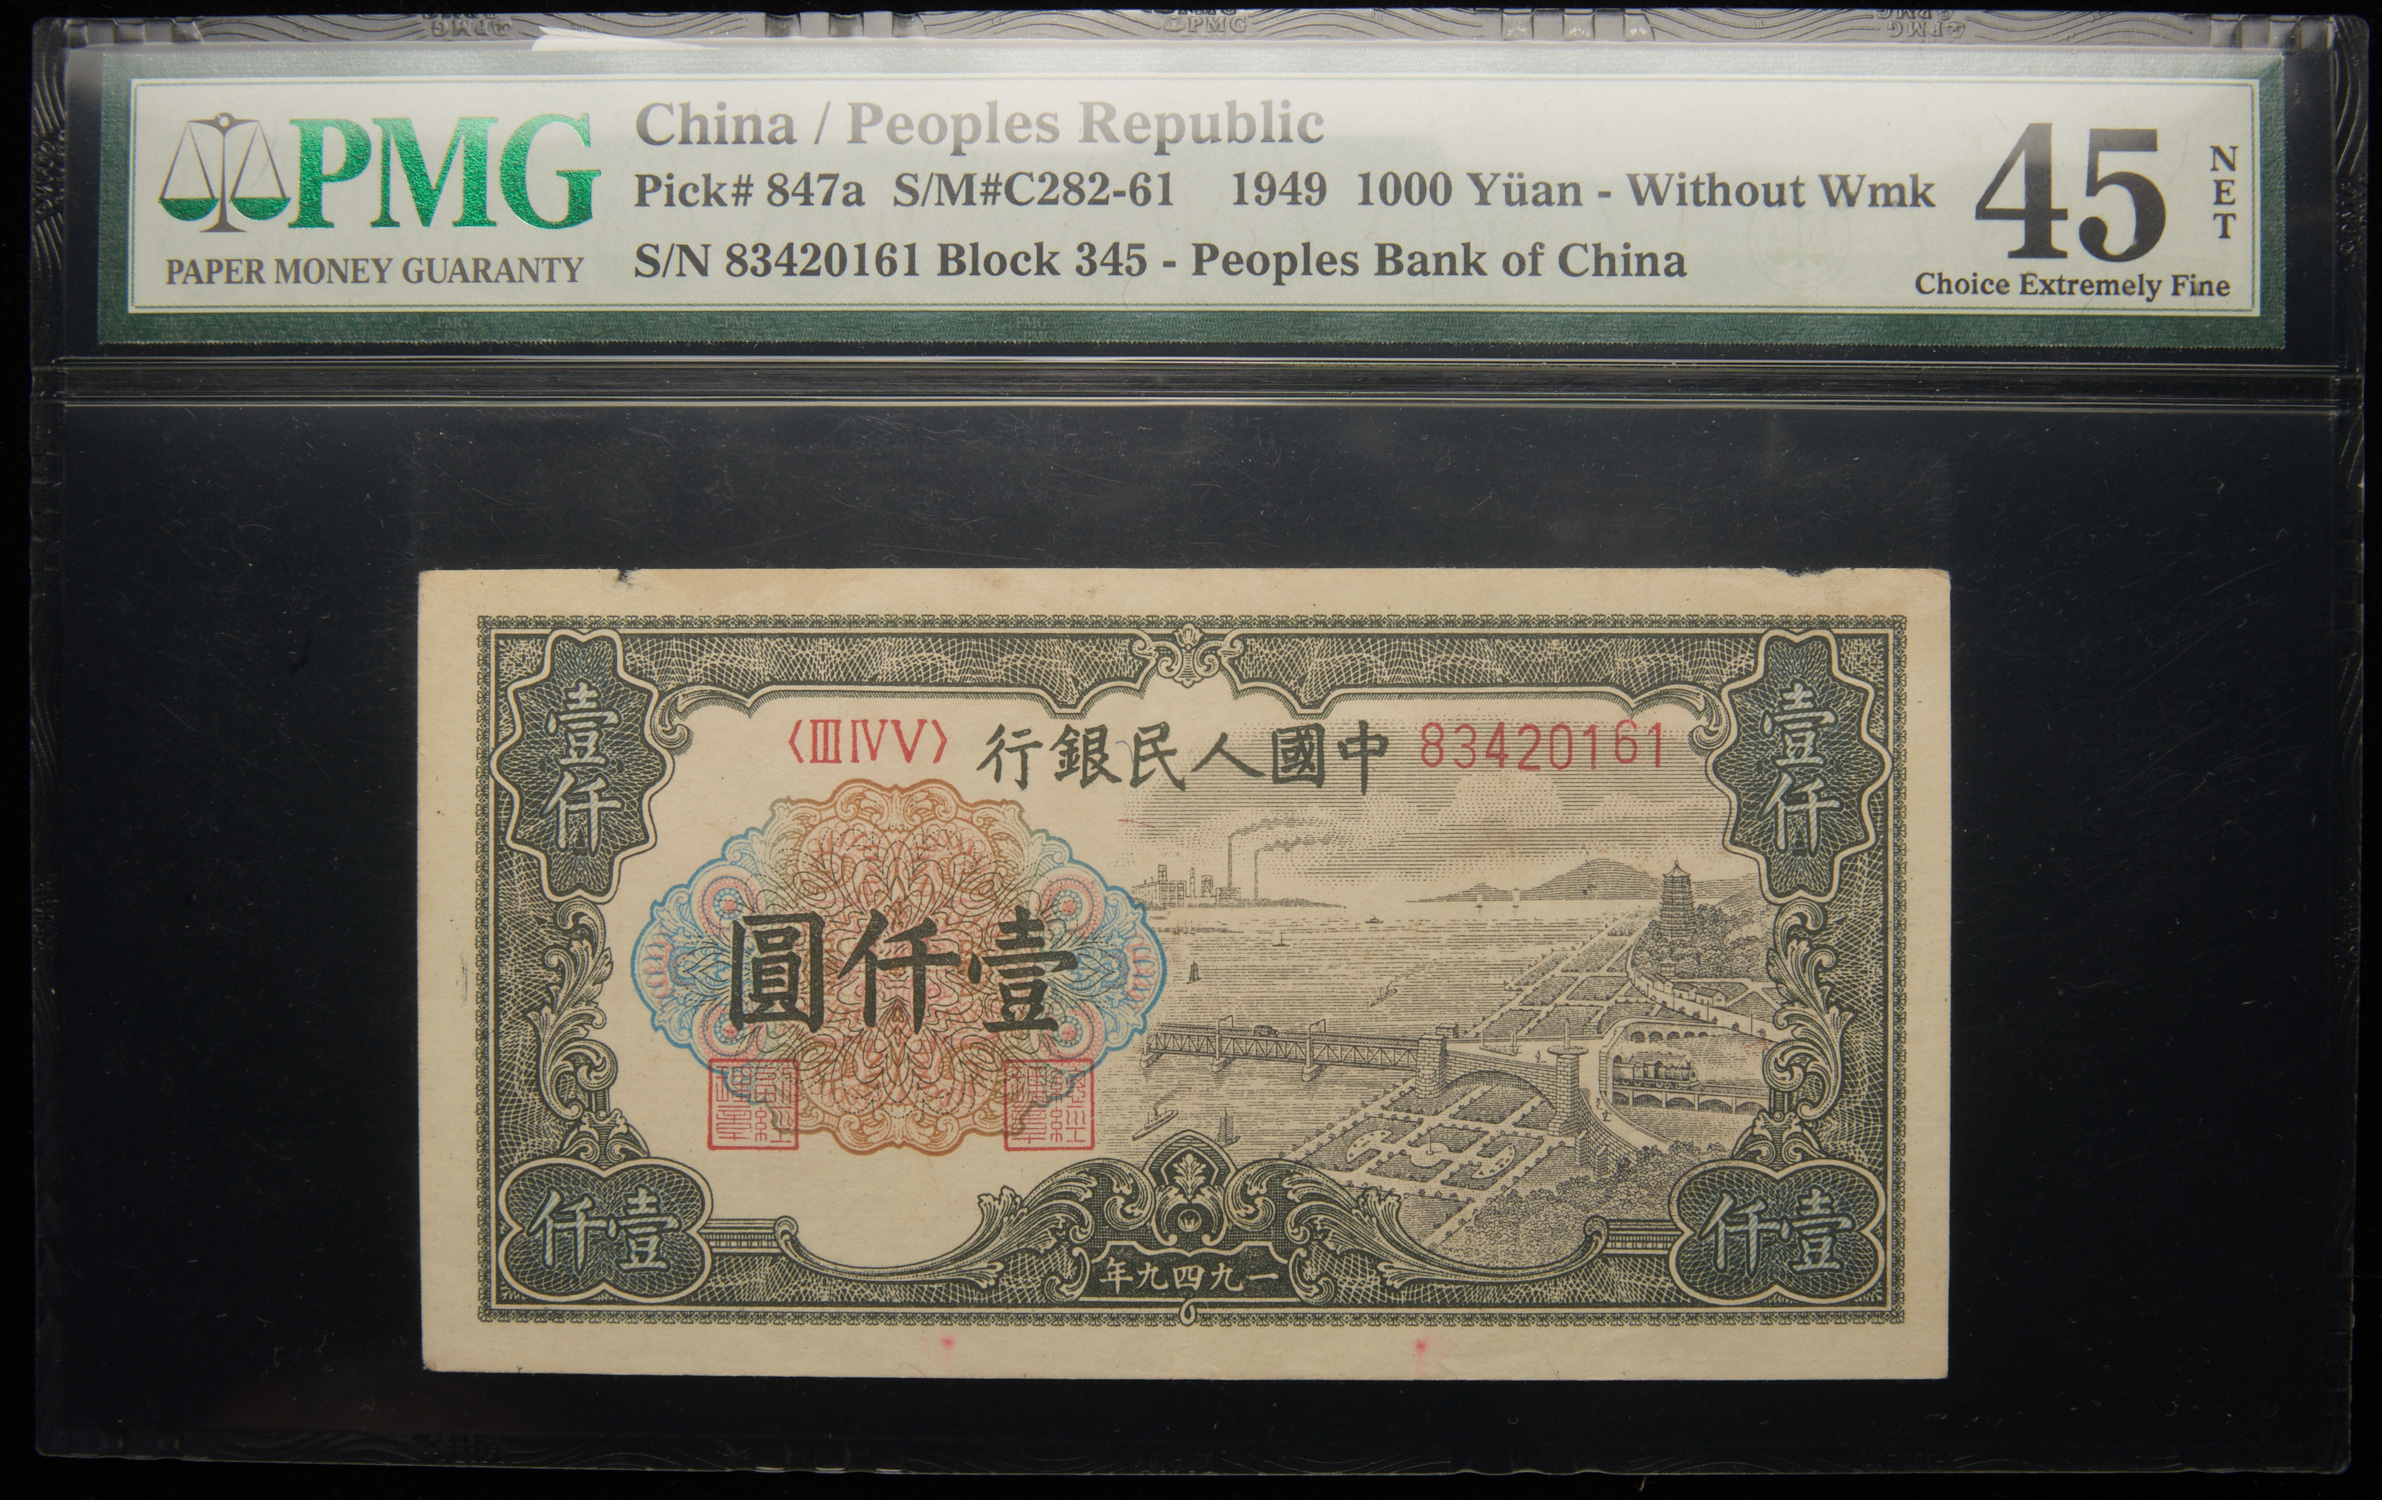 PMG
PAPER MONEY GUARANTY
China / Peoples Republic
Pick# 847a S/M#C282-61 1949 1000 Yüan - Without Wmk
S/N 83420161 Block 345 - Peoples Bank of China
45
NET
Choice Extremely Fine
壹仟
壹仟
〈III IV V〉
行銀民人國中
83420161
圓仟壹
仟壹
仟壹
年九四九一